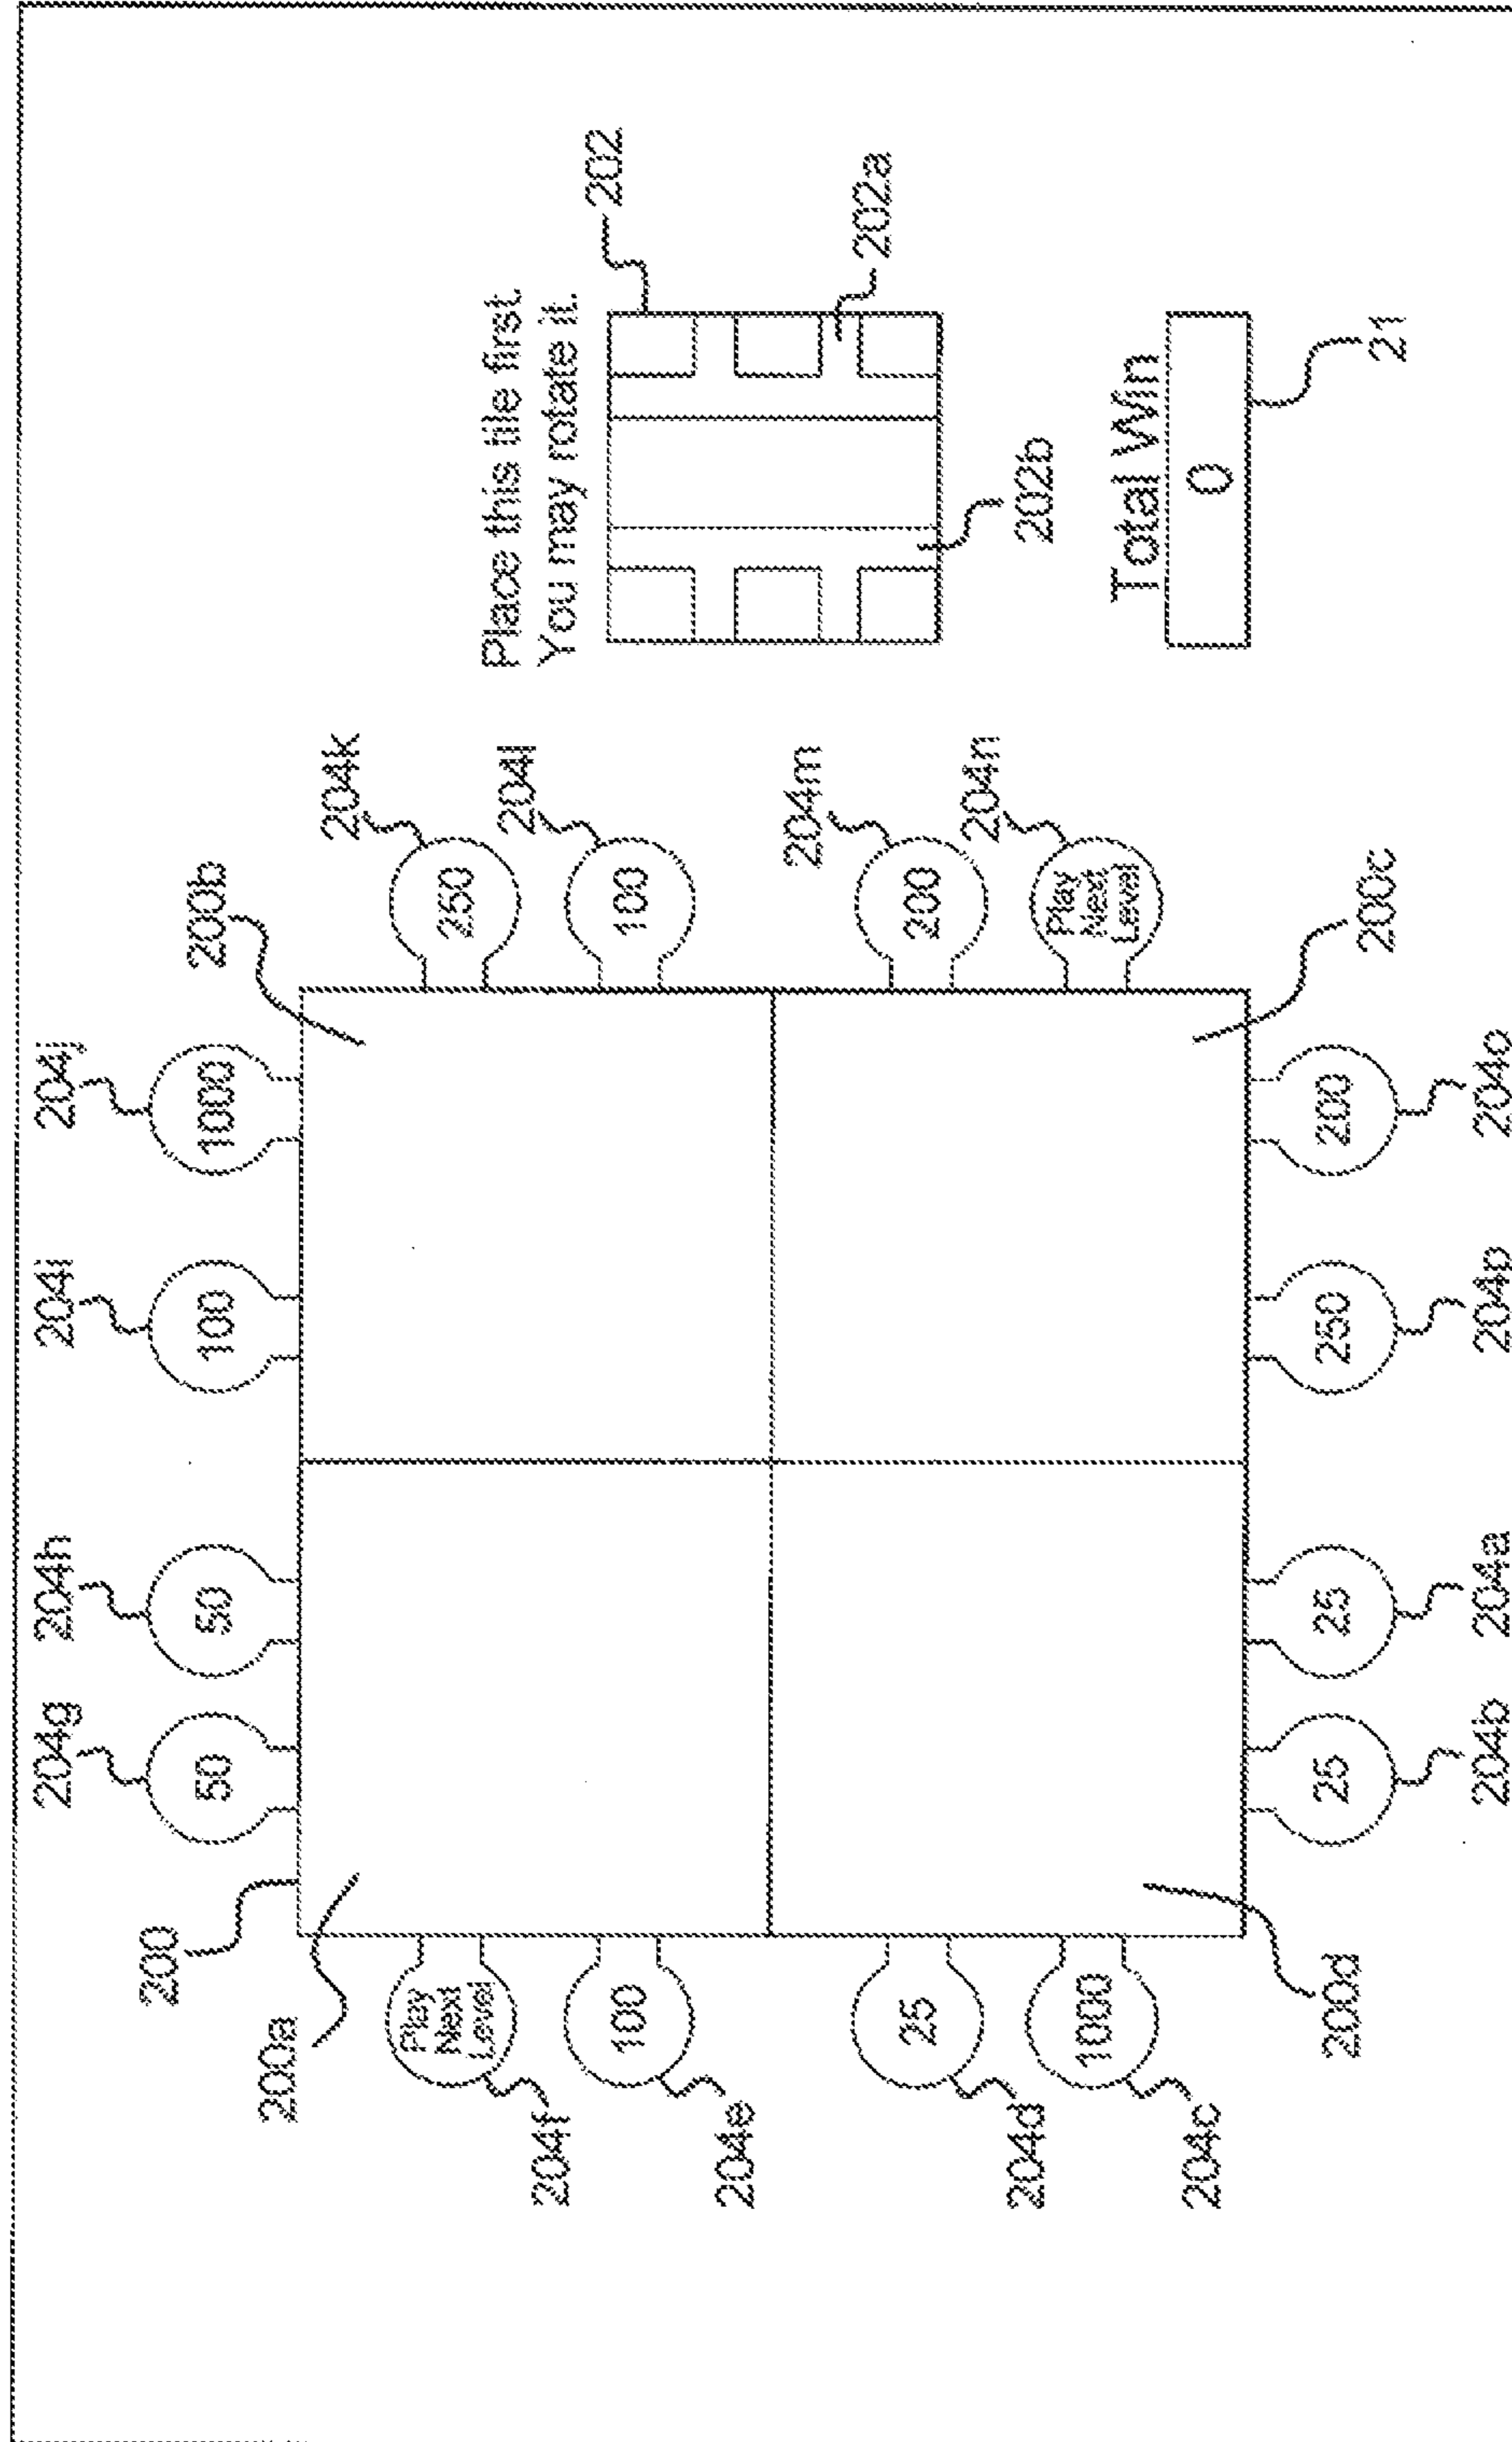 204g 204h 204i 204j
200
50 50 100 1000
200b
200a
204k
Play
Next
Level
250
204l
Place this tile first.
You may rotate it.
204f
202
100 100
204e
204m
202a
25 200
204n
204d
202b
1000
Play
Next
Level
Total Win
0
204c
200d
200c
21
25 25 250 200
204b 204a 204p 204o